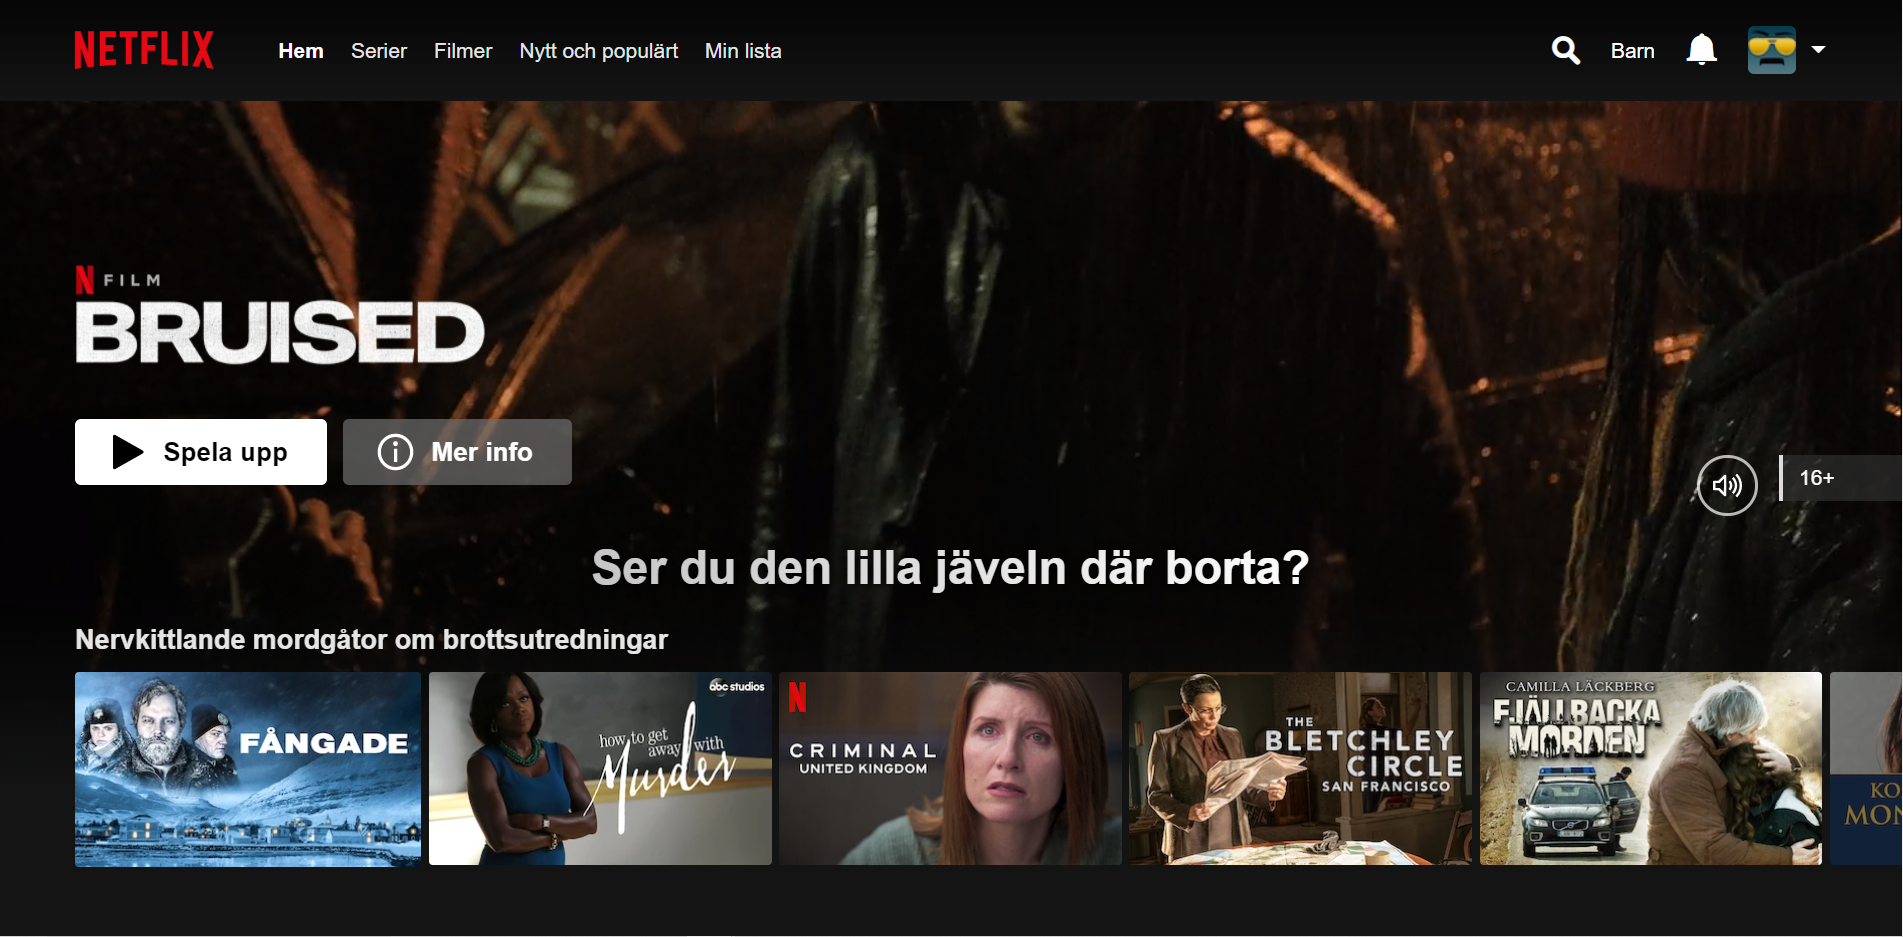 NETFLIX
Hem Serier Filmer Nytt och populärt Min lista
Barn
N FILM
BRUISED
Spela upp
Mer info
16+
Ser du den lilla jäveln där borta?
Nervkittlande mordgåtor om brottsutredningar
FÅNGADE
abc studios
how to get
away with
Murder
N
CRIMINAL
UNITED KINGDOM
THE
BLETCHLEY
CIRCLE
SAN FRANCISCO
CAMILLA LÄCKBERG
FJÄLLBACKA
MORDEN